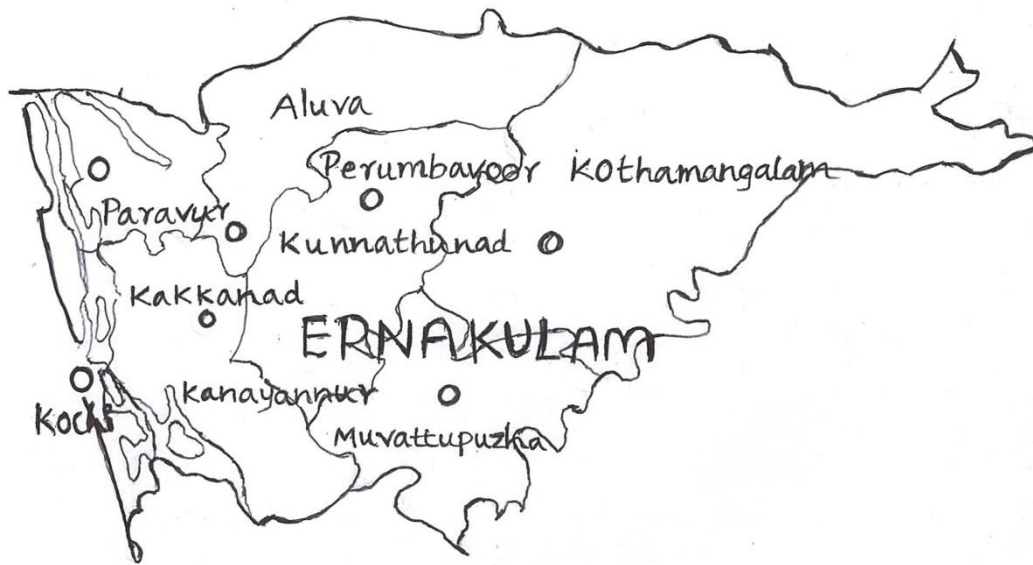 Aluva
Perumbavoor
Kothamangalam
Paravur
Kunnathunad
Kakkanad
ERNAKULAM
Kanayannur
Kochi
Muvattupuzha